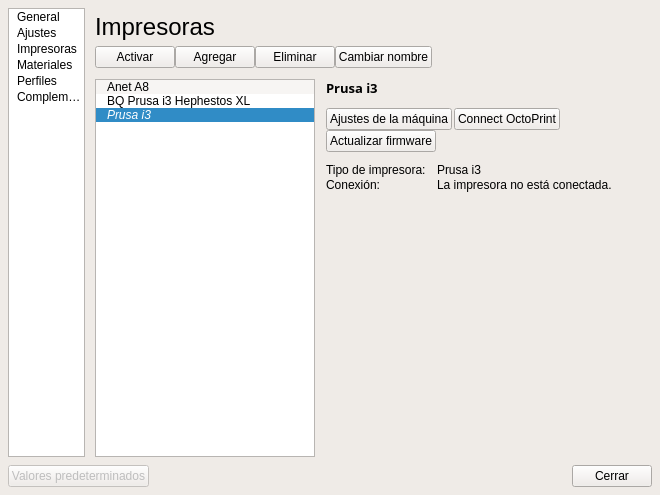 General
Ajustes
Impresoras
Materiales
Perfiles
Complem…
Impresoras
Activar Agregar Eliminar Cambiar nombre
Anet A8
BQ Prusa i3 Hephestos XL
Prusa i3
Prusa i3
Ajustes de la máquina Connect OctoPrint
Actualizar firmware
Tipo de impresora: Prusa i3
Conexión: La impresora no está conectada.
Valores predeterminados
Cerrar